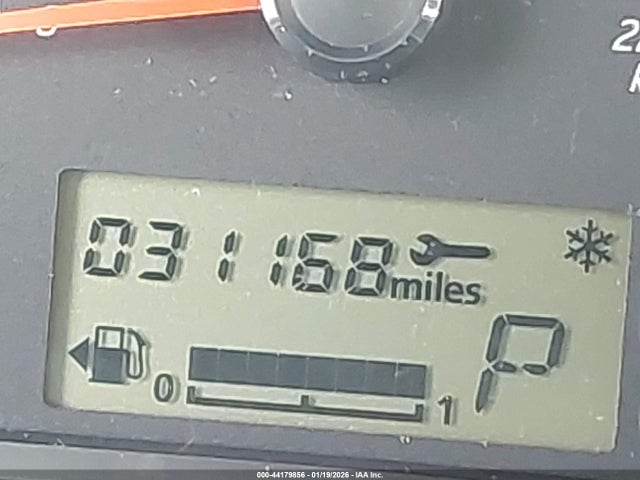 031168 miles
P
0 1
000-44179856 - 01/19/2026 - IAA Inc.